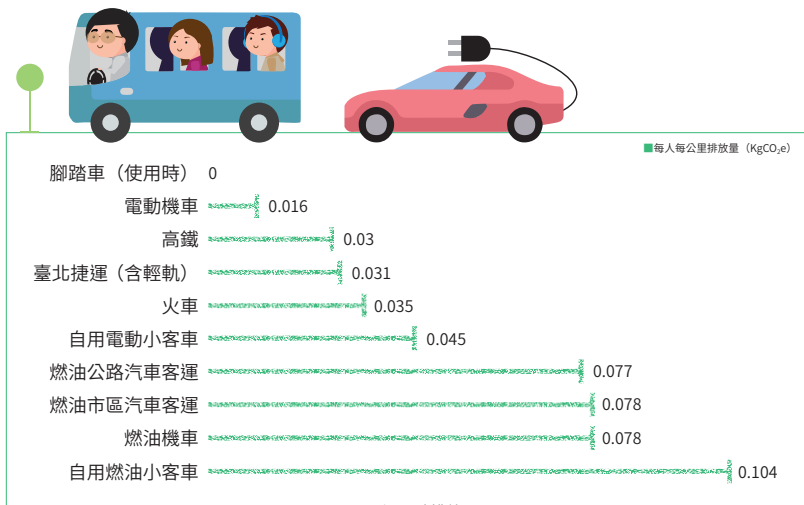 ■每人每公里排放量（KgCO₂e）
腳踏車（使用時） 0
電動機車 0.016
高鐵 0.03
臺北捷運（含輕軌） 0.031
火車 0.035
自用電動小客車 0.045
燃油公路汽車客運 0.077
燃油市區汽車客運 0.078
燃油機車 0.078
自用燃油小客車 0.104